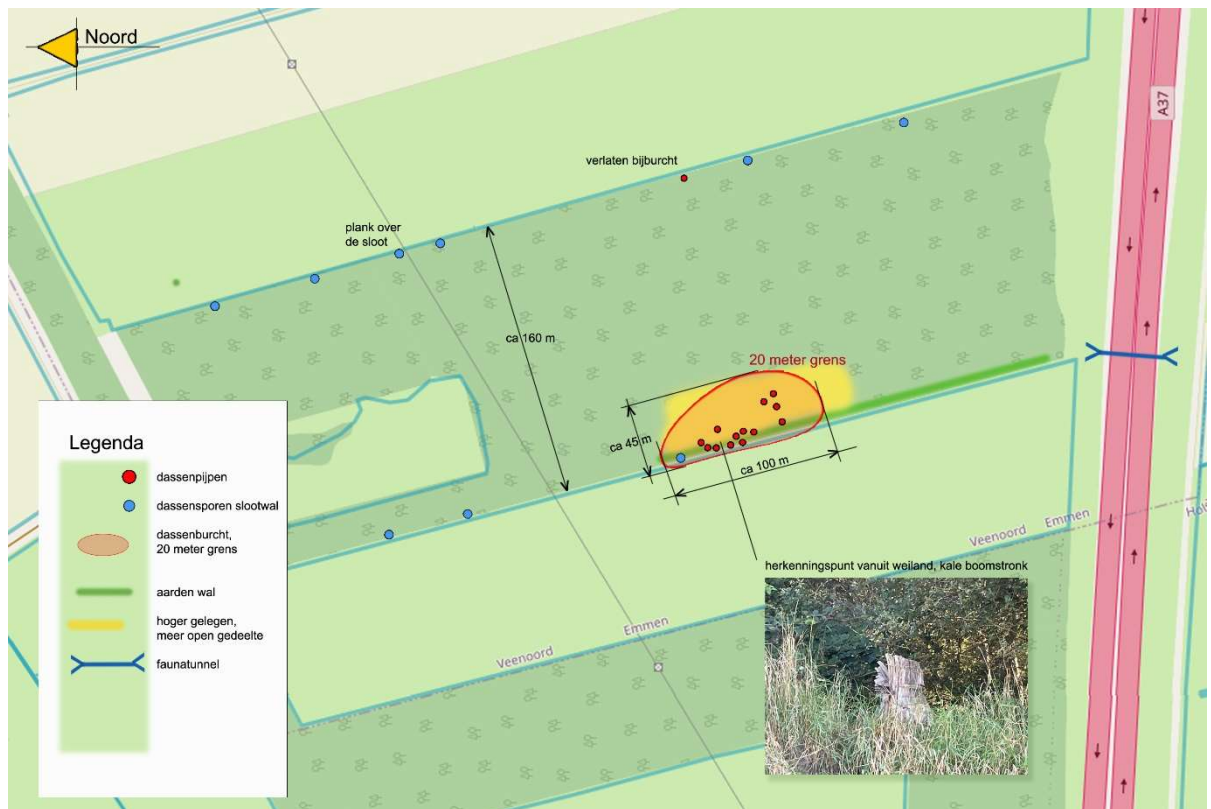 Noord
A37
verlaten bijburcht
plank over
de sloot
ca 160 m
20 meter grens
ca 45 m
ca 100 m
Veenoord
Emmen
herkenningspunt vanuit weiland, kale boomstronk
Veenoord
Emmen
Legenda
dassenpijpen
dassensporen slootwal
dassenburcht,
20 meter grens
aarden wal
hoger gelegen,
meer open gedeelte
faunatunnel